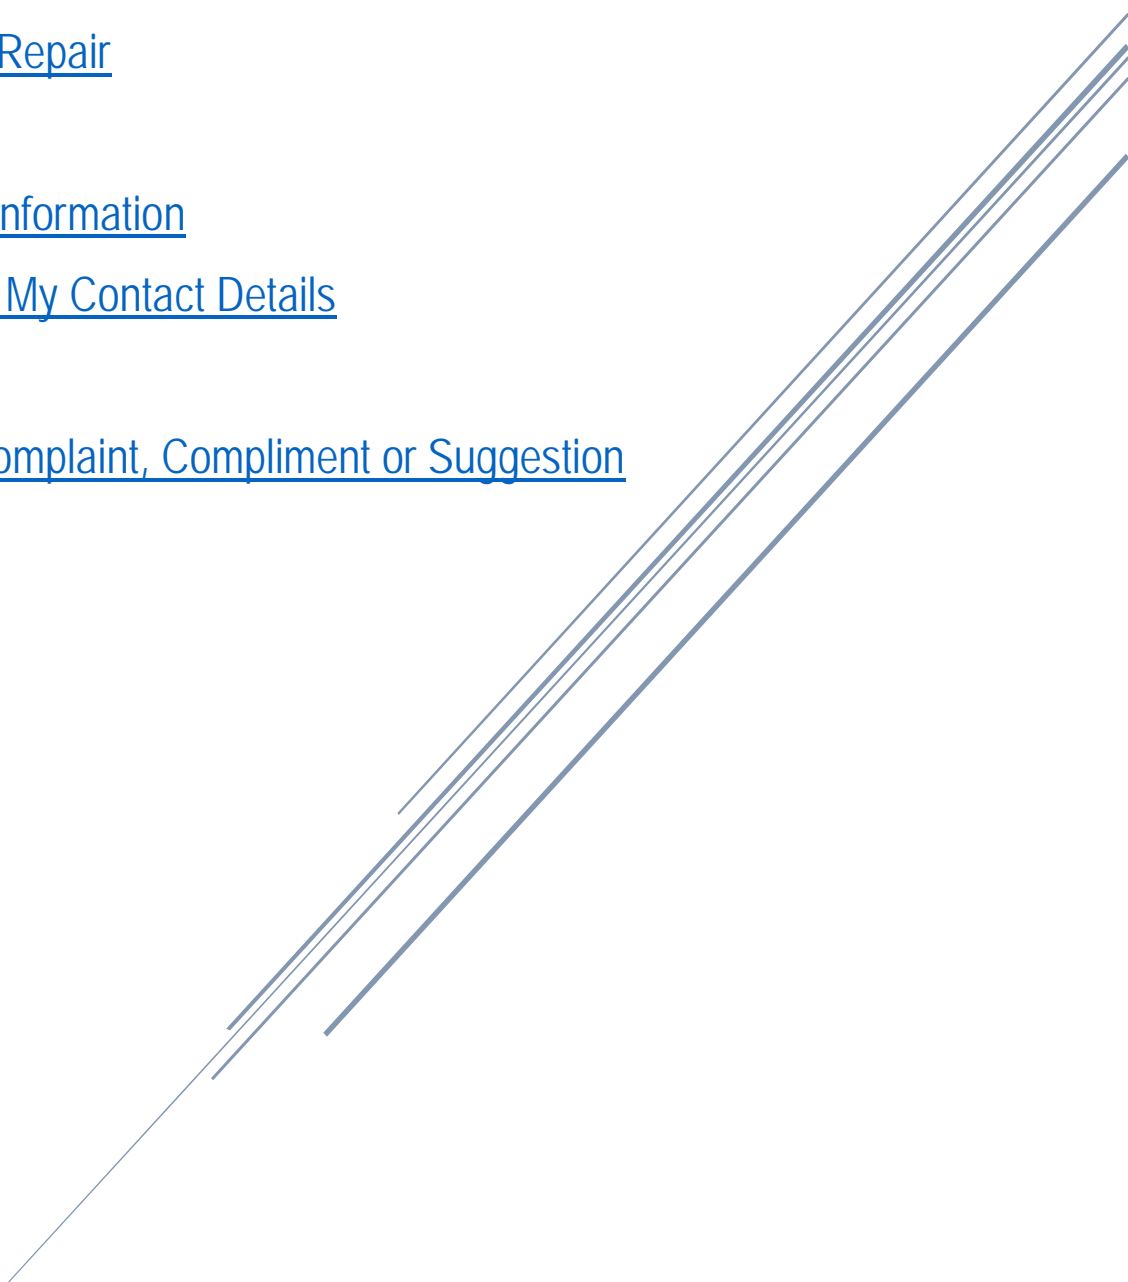 Repair
nformation
My Contact Details
omplaint, Compliment or Suggestion